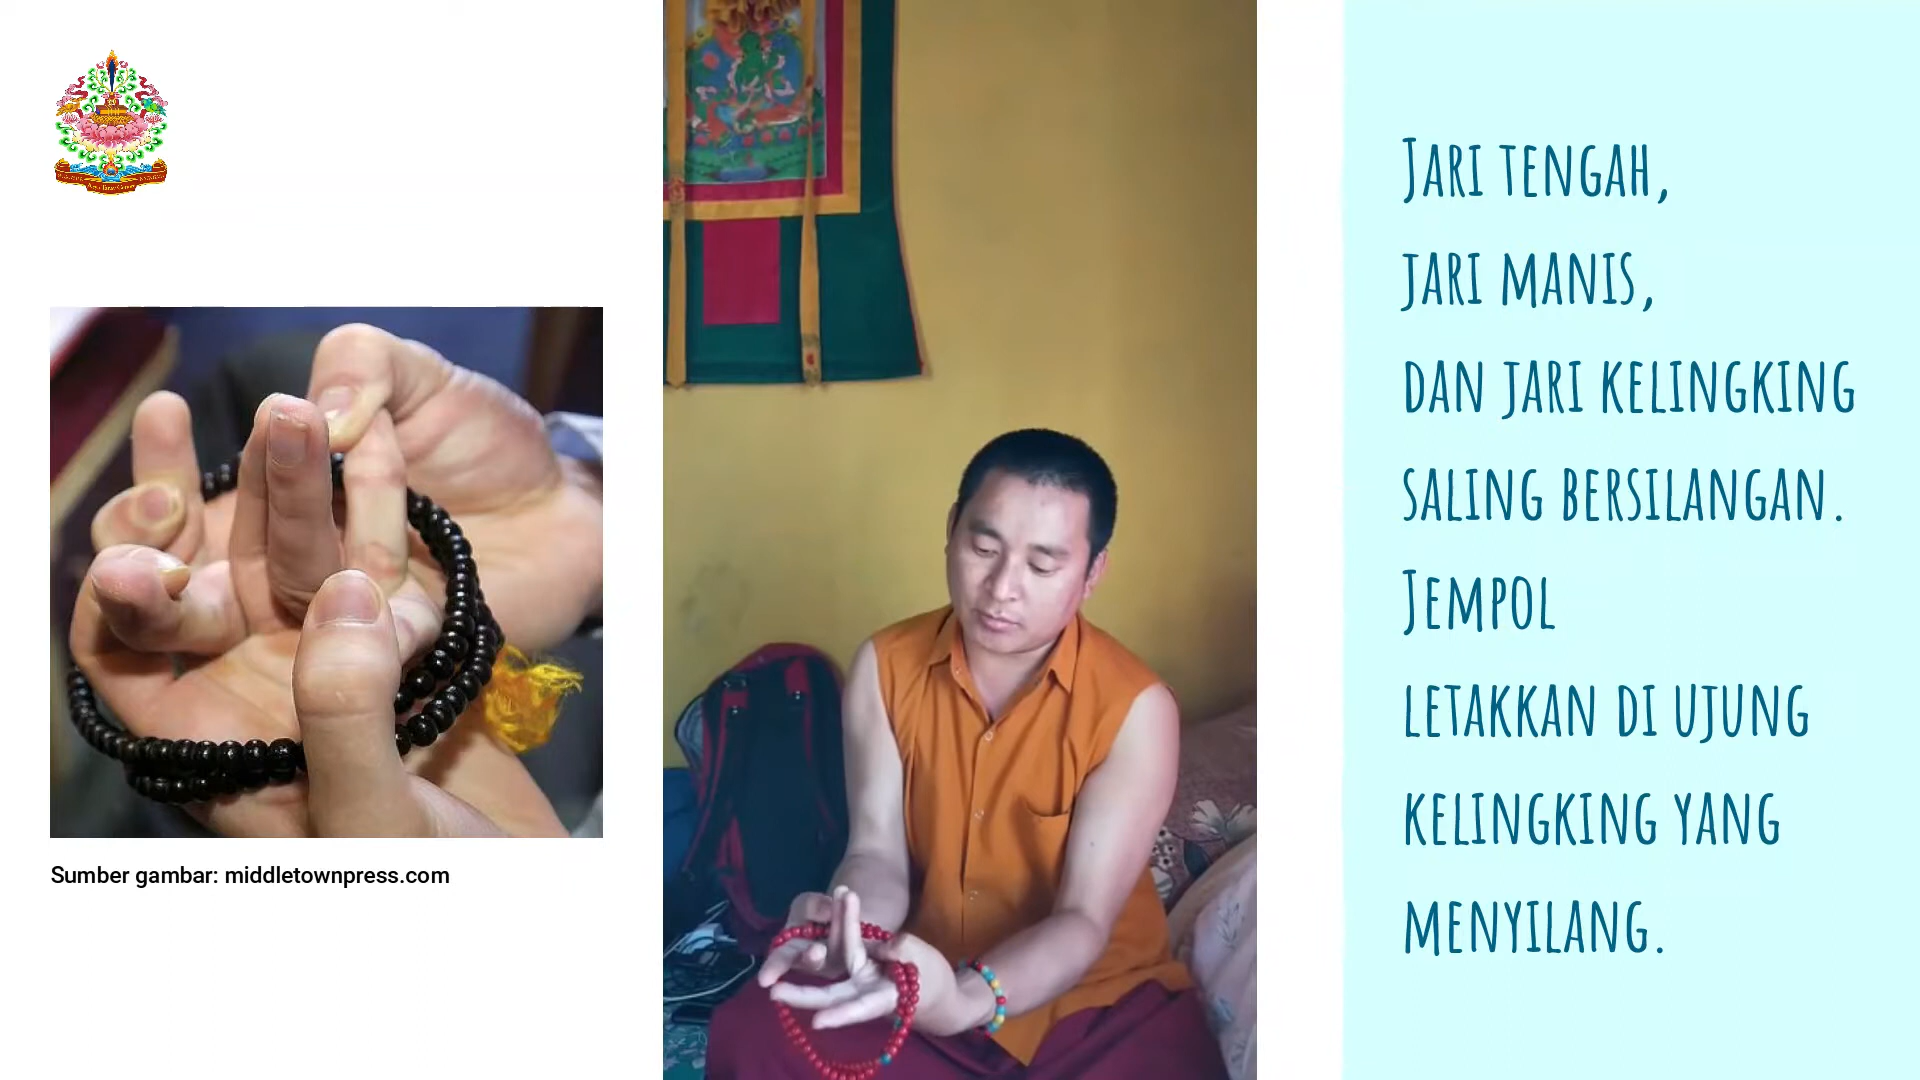 Jari tengah,
jari manis,
dan jari kelingking
saling bersilangan.
Jempol
letakkan di ujung
kelingking yang
menyilang.
Sumber gambar: middletownpress.com